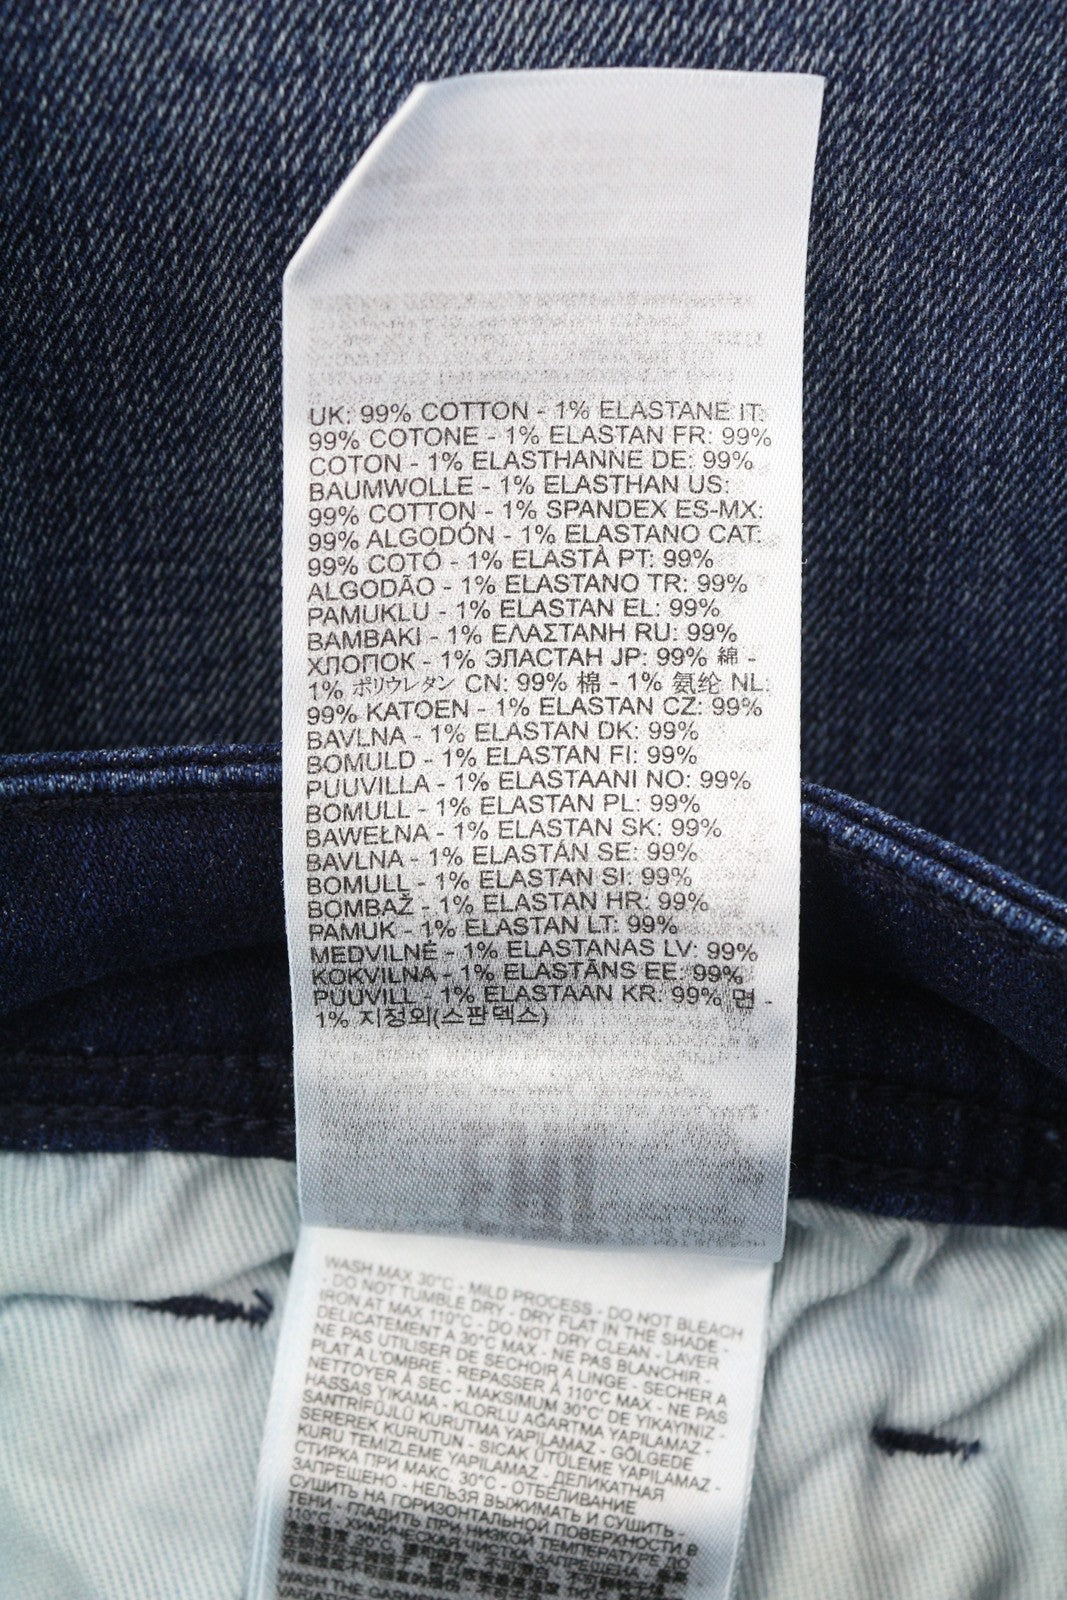 UK: 99% COTTON - 1% ELASTANE IT:
99% COTONE - 1% ELASTAN FR: 99%
COTON - 1% ELASTHANNE DE: 99%
BAUMWOLLE - 1% ELASTHAN US:
99% COTTON - 1% SPANDEX ES-MX:
99% ALGODÓN - 1% ELASTANO CAT:
99% COTÓ - 1% ELASTÀ PT: 99%
ALGODÃO - 1% ELASTANO TR: 99%
PAMUKLU - 1% ELASTAN EL: 99%
ΒΑΜΒΑΚΙ - 1% ΕΛΑΣΤΑΝΗ RU: 99%
ХЛОПОК - 1% ЭЛАСТАН JP: 99% 綿 -
1% ポリウレタン CN: 99% 棉 - 1% 氨纶 NL:
99% KATOEN - 1% ELASTAN CZ: 99%
BAVLNA - 1% ELASTAN DK: 99%
BOMULD - 1% ELASTAN FI: 99%
PUUVILLA - 1% ELASTAANI NO: 99%
BOMULL - 1% ELASTAN PL: 99%
BAWEŁNA - 1% ELASTAN SK: 99%
BAVLNA - 1% ELASTÁN SE: 99%
BOMULL - 1% ELASTAN SI: 99%
BOMBAŽ - 1% ELASTAN HR: 99%
PAMUK - 1% ELASTAN LT: 99%
MEDVILNĖ - 1% ELASTANAS LV: 99%
KOKVILNA - 1% ELASTĀNS EE: 99%
PUUVILL - 1% ELASTAAN KR: 99% 면 -
1% 지정외(스판덱스)
WASH MAX 30°C - MILD PROCESS - DO NOT BLEACH
- DO NOT TUMBLE DRY - DRY FLAT IN THE SHADE -
IRON AT MAX 110°C - DO NOT DRY CLEAN - LAVER
DELICATEMENT A 30°C MAX - NE PAS BLANCHIR -
NE PAS UTILISER DE SECHOIR A LINGE - SECHER A
PLAT A L'OMBRE - REPASSER À 110°C MAX - NE PAS
NETTOYER À SEC - MAKSIMUM 30°C' DE YIKAYINIZ -
HASSAS YIKAMA - KLORLU AĞARTMA YAPILAMAZ -
SANTRİFÜJLÜ KURUTMA YAPILAMAZ - GÖLGEDE
SEREREK KURUTUN - SICAK ÜTÜLEME YAPILAMAZ -
KURU TEMİZLEME YAPILAMAZ - ДЕЛИКАТНАЯ
СТИРКА ПРИ МАКС. 30°C - ОТБЕЛИВАНИЕ
ЗАПРЕЩЕНО - НЕЛЬЗЯ ВЫЖИМАТЬ И СУШИТЬ -
СУШИТЬ НА ГОРИЗОНТАЛЬНОЙ ПОВЕРХНОСТИ В
ТЕНИ - ГЛАДИТЬ ПРИ НИЗКОЙ ТЕМПЕРАТУРЕ ДО
110°C - ХИМИЧЕСКАЯ ЧИСТКА ЗАПРЕЩЕНА -
WASH THE